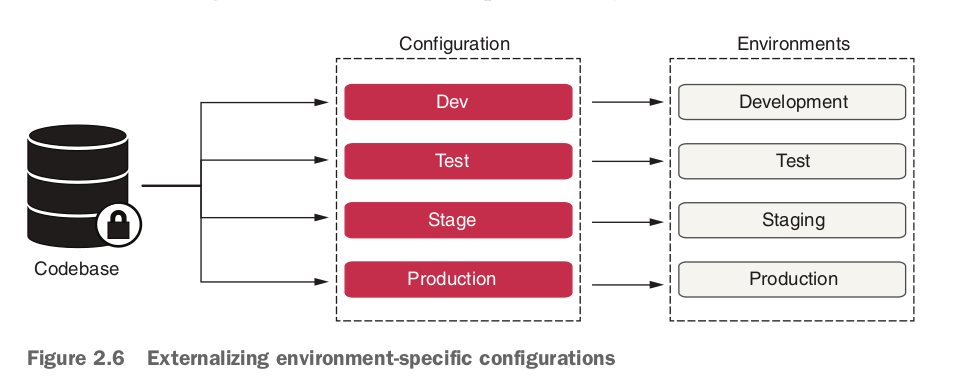 Configuration
Environments
Dev
Development
Test
Test
Stage
Staging
Production
Production
Codebase
Figure 2.6 Externalizing environment-specific configurations